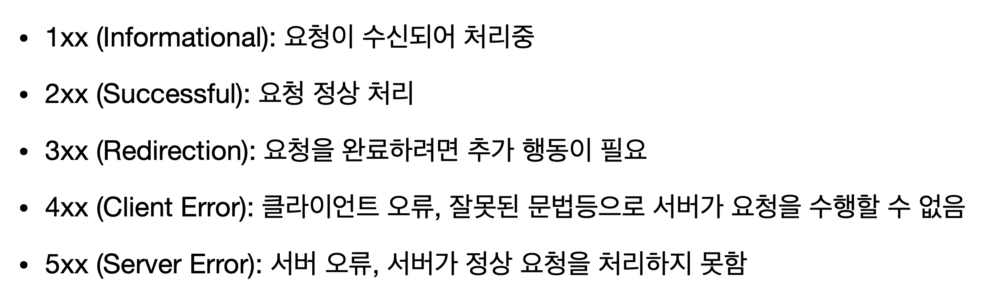 • 1xx (Informational): 요청이 수신되어 처리중
• 2xx (Successful): 요청 정상 처리
• 3xx (Redirection): 요청을 완료하려면 추가 행동이 필요
• 4xx (Client Error): 클라이언트 오류, 잘못된 문법등으로 서버가 요청을 수행할 수 없음
• 5xx (Server Error): 서버 오류, 서버가 정상 요청을 처리하지 못함